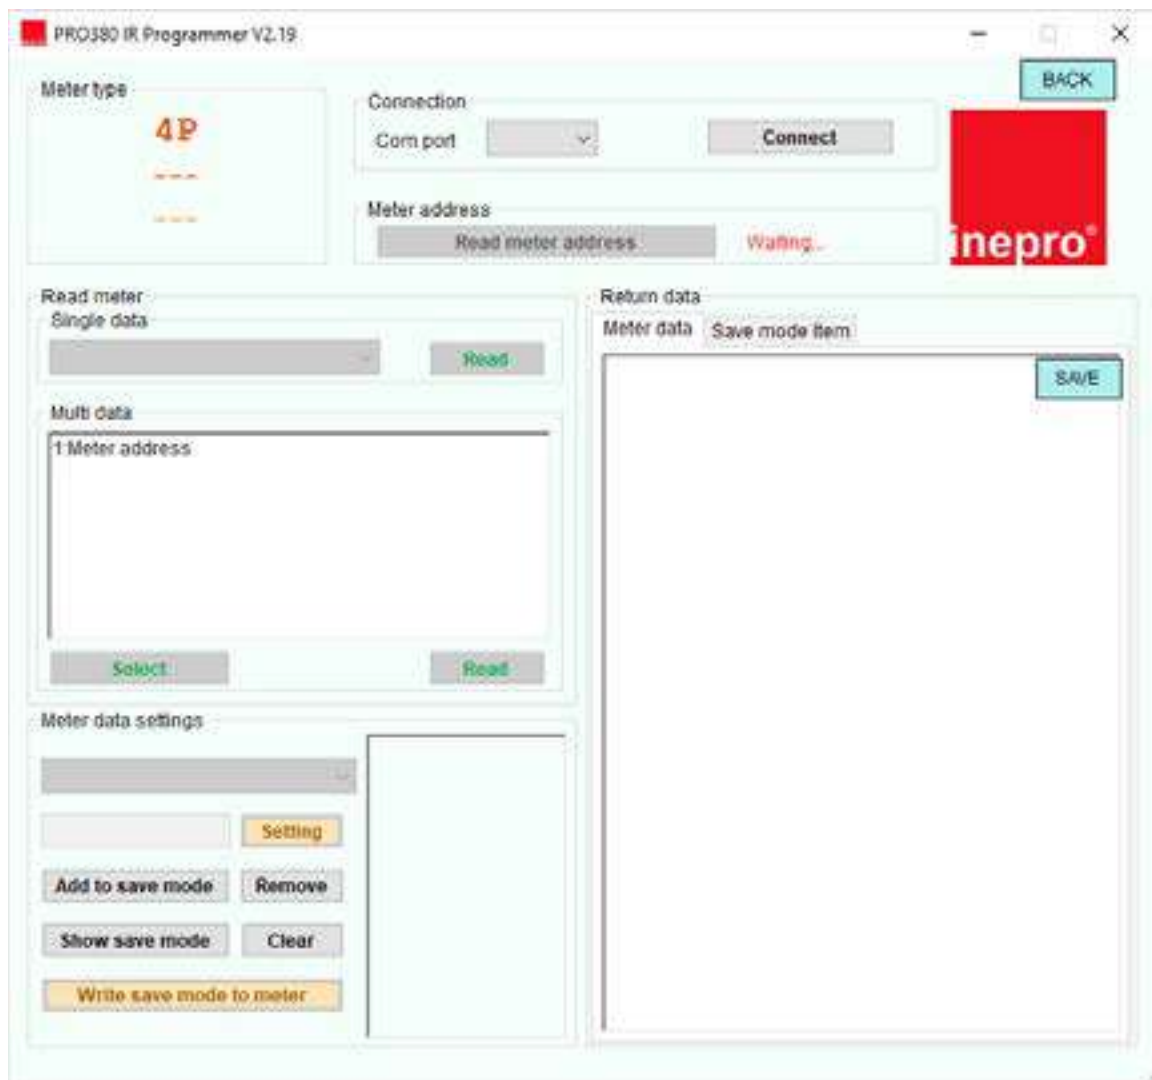 PRO380 IR Programmer V2.19
BACK
Meter type
4P
---
---
Connection
Com port
Connect
Meter address
Read meter address
Waiting..
inepro®
Read meter
Single data
Read
Multi data
1 Meter address
Select
Read
Return data
Meter data
Save mode item
SAVE
Meter data settings
Setting
Add to save mode
Remove
Show save mode
Clear
Write save mode to meter